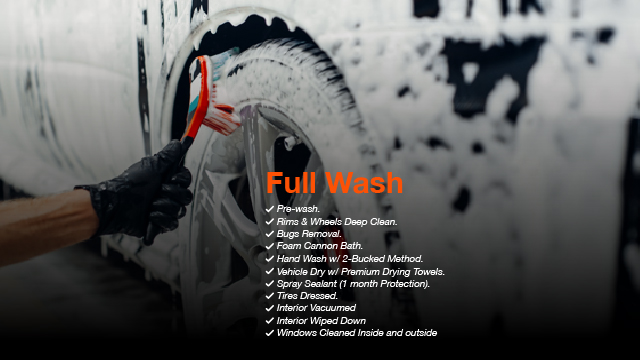 Full Wash
✓ Pre-wash.
✓ Rims & Wheels Deep Clean.
✓ Bugs Removal.
✓ Foam Cannon Bath.
✓ Hand Wash w/ 2-Bucked Method.
✓ Vehicle Dry w/ Premium Drying Towels.
✓ Spray Sealant (1 month Protection).
✓ Tires Dressed.
✓ Interior Vacuumed
✓ Interior Wiped Down
✓ Windows Cleaned Inside and outside